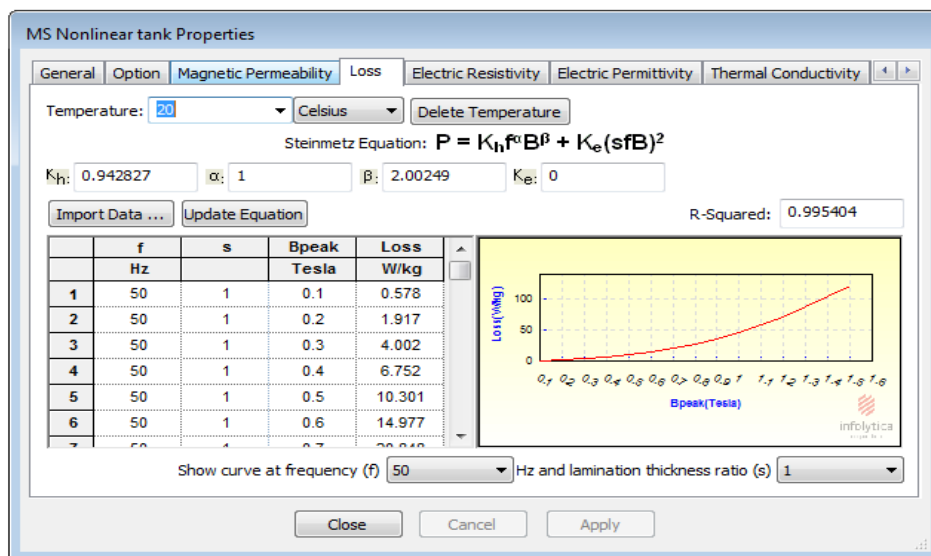 MS Nonlinear tank Properties
General Option Magnetic Permeability Loss Electric Resistivity Electric Permittivity Thermal Conductivity
Temperature: 20 Celsius Delete Temperature
Steinmetz Equation: P = Khf^αB^β + Ke(sfB)²
Kh: 0.942827 α: 1 β: 2.00249 Ke: 0
Import Data ... Update Equation R-Squared: 0.995404
f s Bpeak Loss
Hz Tesla W/kg
1 50 1 0.1 0.578
2 50 1 0.2 1.917
3 50 1 0.3 4.002
4 50 1 0.4 6.752
5 50 1 0.5 10.301
6 50 1 0.6 14.977
Loss(W/kg)
100
50
0
0.1 0.2 0.3 0.4 0.5 0.6 0.7 0.8 0.9 1 1.1 1.2 1.3 1.4 1.5 1.6
Bpeak(Tesla)
infolytica
Show curve at frequency (f) 50 Hz and lamination thickness ratio (s) 1
Close Cancel Apply